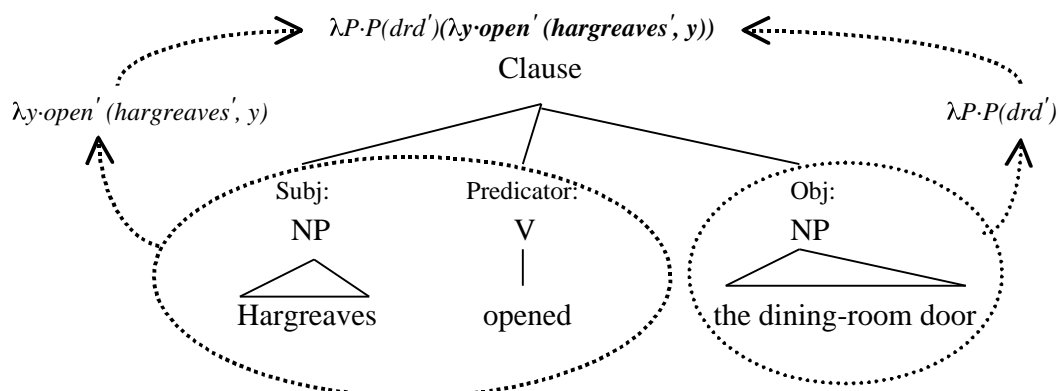 λP·P(drd′)(λy·open′ (hargreaves′, y))
Clause
λy·open′ (hargreaves′, y)
λP·P(drd′)
Subj:
Predicator:
Obj:
NP
V
NP
Hargreaves
opened
the dining-room door